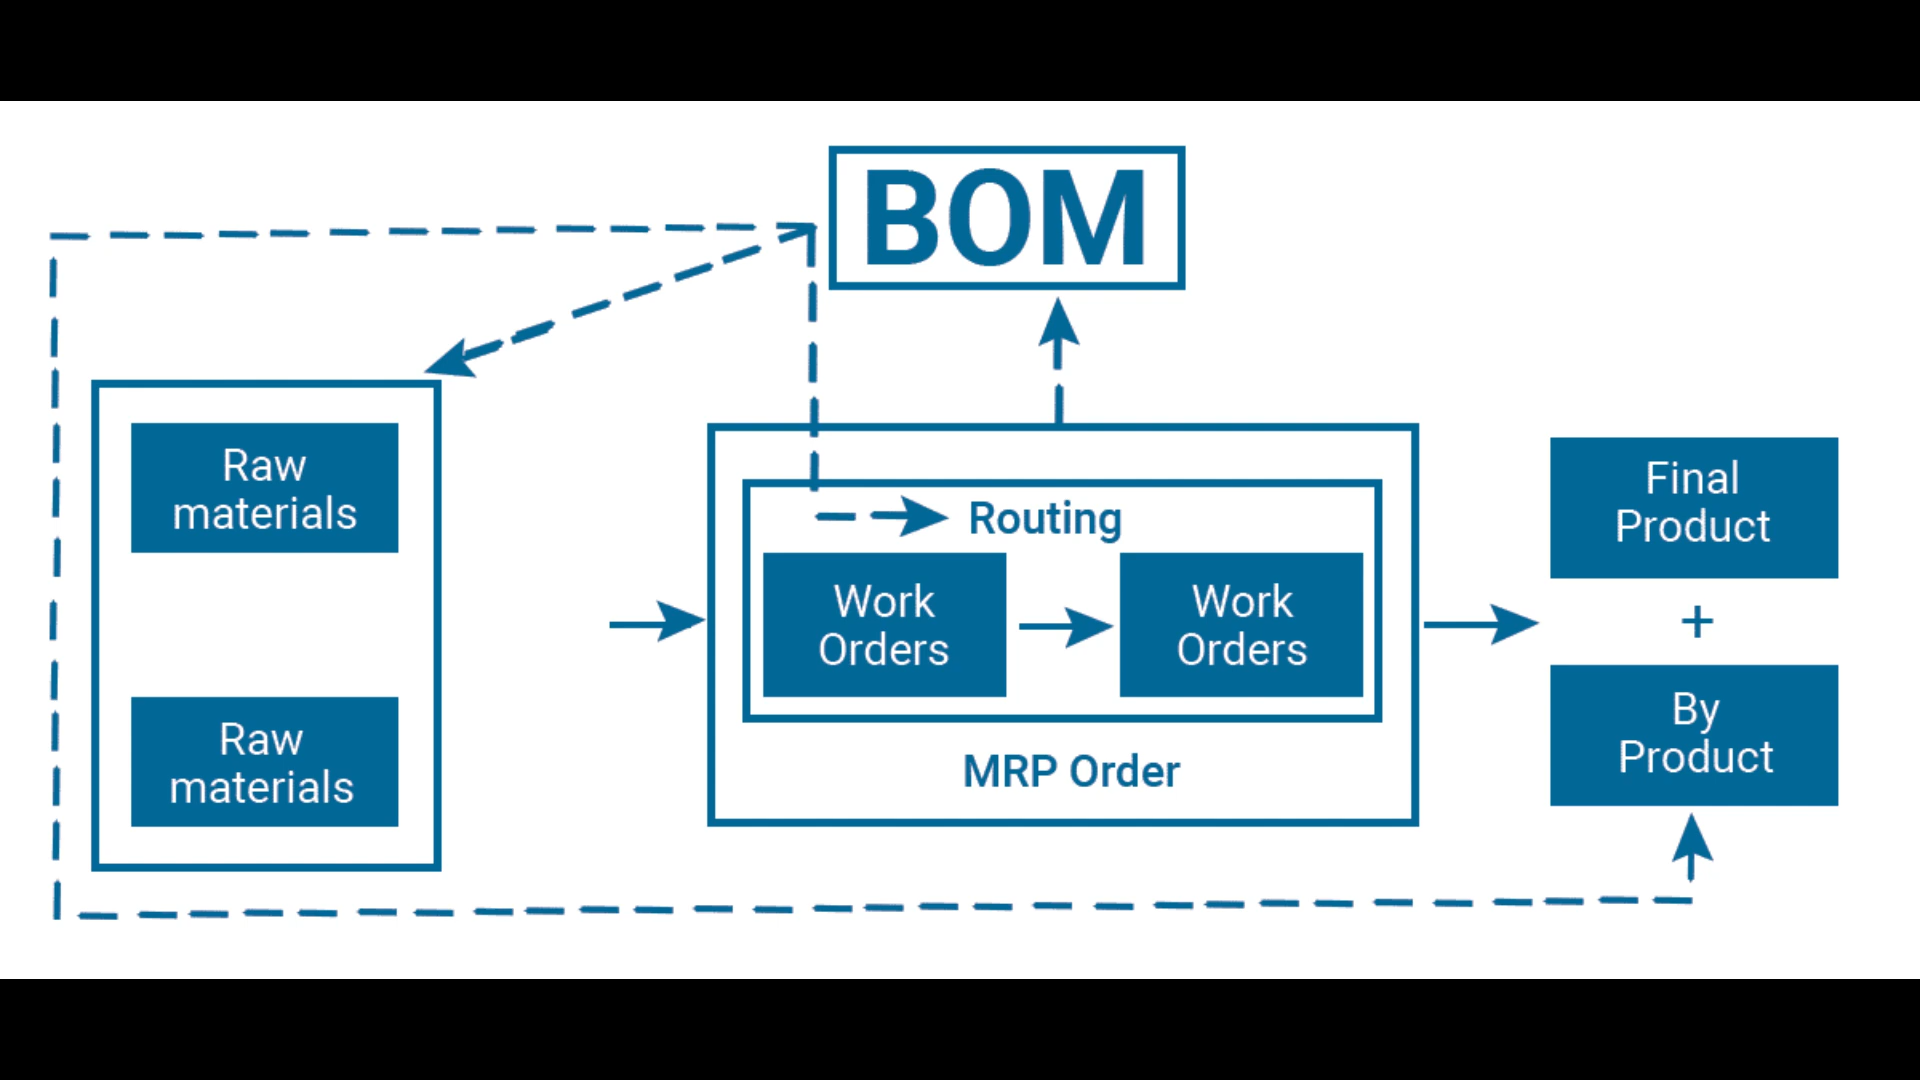 BOM
Raw
materials
Raw
materials
Routing
Work
Orders
Work
Orders
MRP Order
Final
Product
+
By
Product